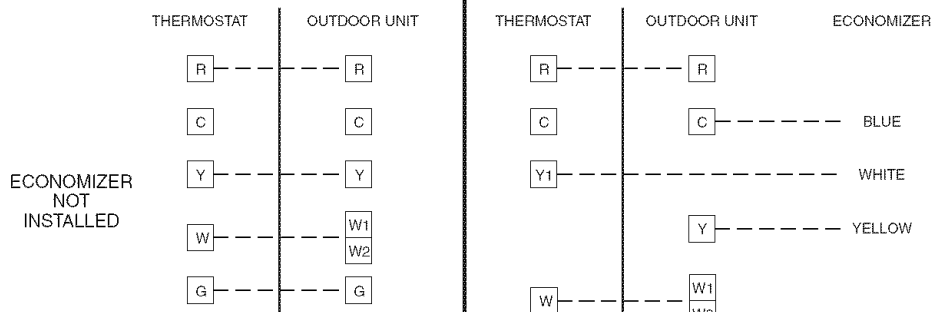 THERMOSTAT OUTDOOR UNIT
R R
C C
Y Y
ECONOMIZER
NOT
INSTALLED
W W1
W2
G G
THERMOSTAT OUTDOOR UNIT ECONOMIZER
R R
C C BLUE
Y1 WHITE
Y YELLOW
W W1